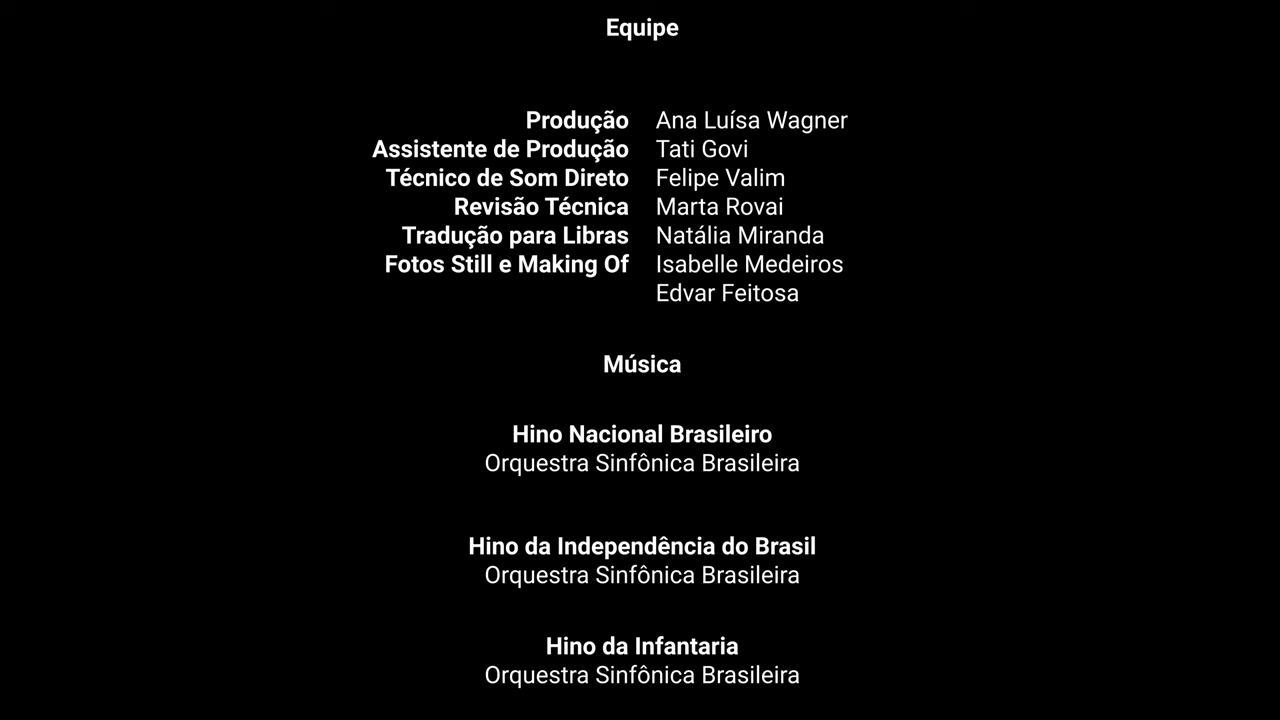 Equipe
Produção Ana Luísa Wagner
Assistente de Produção Tati Govi
Técnico de Som Direto Felipe Valim
Revisão Técnica Marta Rovai
Tradução para Libras Natália Miranda
Fotos Still e Making Of Isabelle Medeiros
Edvar Feitosa
Música
Hino Nacional Brasileiro
Orquestra Sinfônica Brasileira
Hino da Independência do Brasil
Orquestra Sinfônica Brasileira
Hino da Infantaria
Orquestra Sinfônica Brasileira